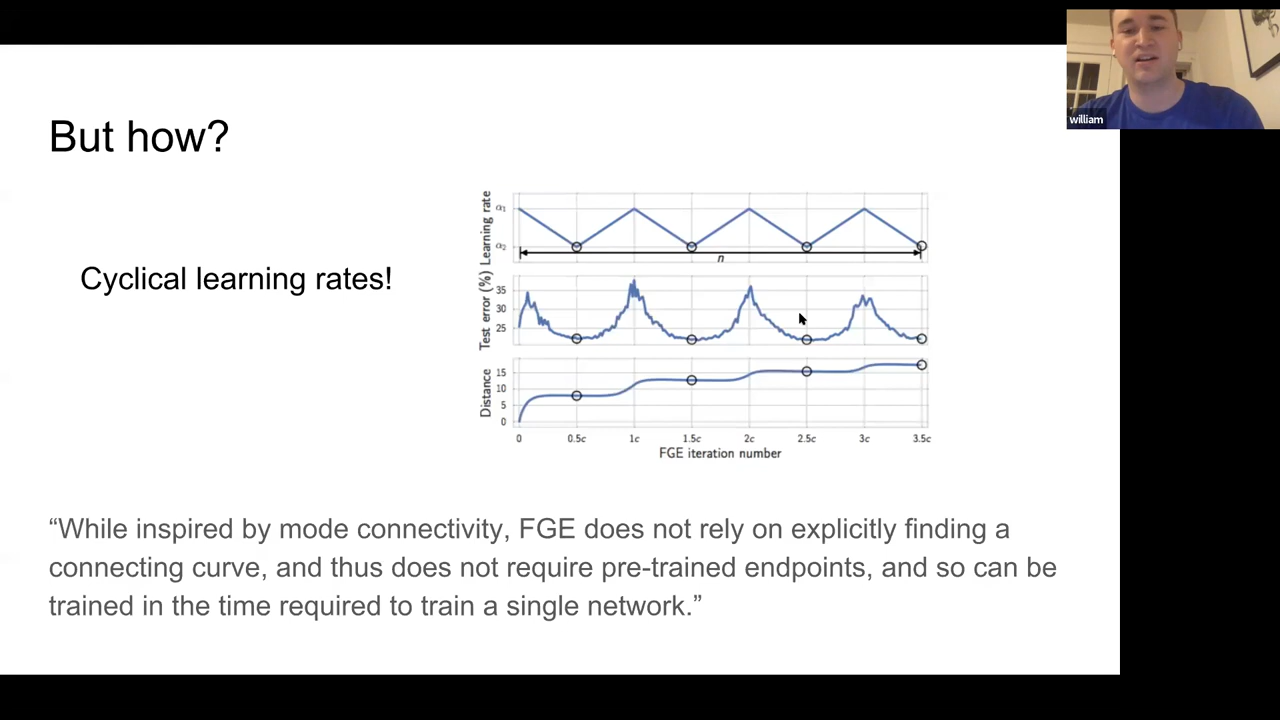 william
But how?
Cyclical learning rates!
Learning rate
α₁
α₂
n
Test error (%)
35
30
25
Distance
15
10
5
0
0 0.5c 1c 1.5c 2c 2.5c 3c 3.5c
FGE iteration number
“While inspired by mode connectivity, FGE does not rely on explicitly finding a
connecting curve, and thus does not require pre-trained endpoints, and so can be
trained in the time required to train a single network.”